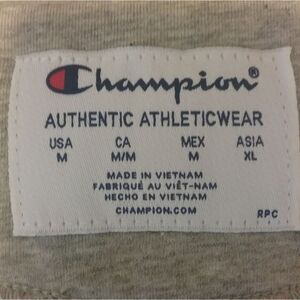 Champion®
AUTHENTIC ATHLETICWEAR
USA CA MEX ASIA
M M/M M XL
MADE IN VIETNAM
FABRIQUÉ AU VIÊT-NAM
HECHO EN VIETNAM
CHAMPION.COM
RPC